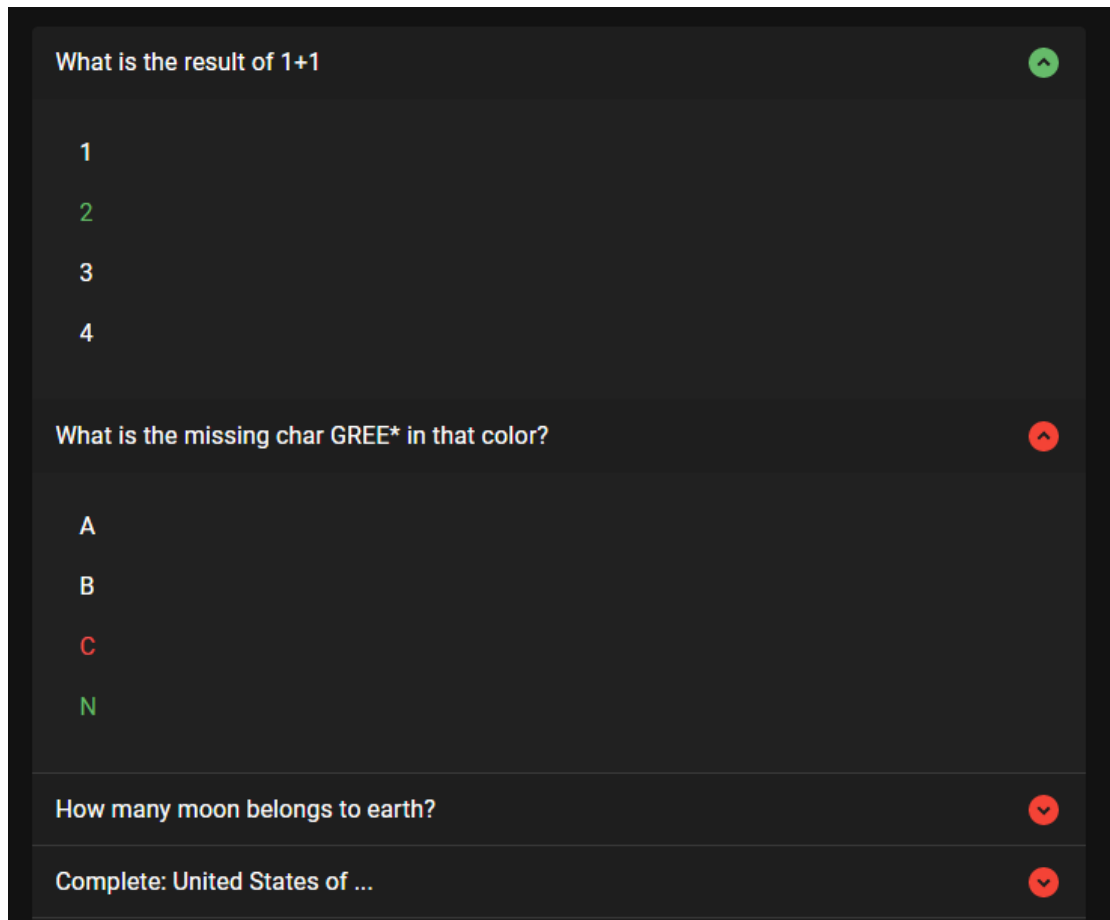 What is the result of 1+1
1
2
3
4
What is the missing char GREE* in that color?
A
B
C
N
How many moon belongs to earth?
Complete: United States of ...